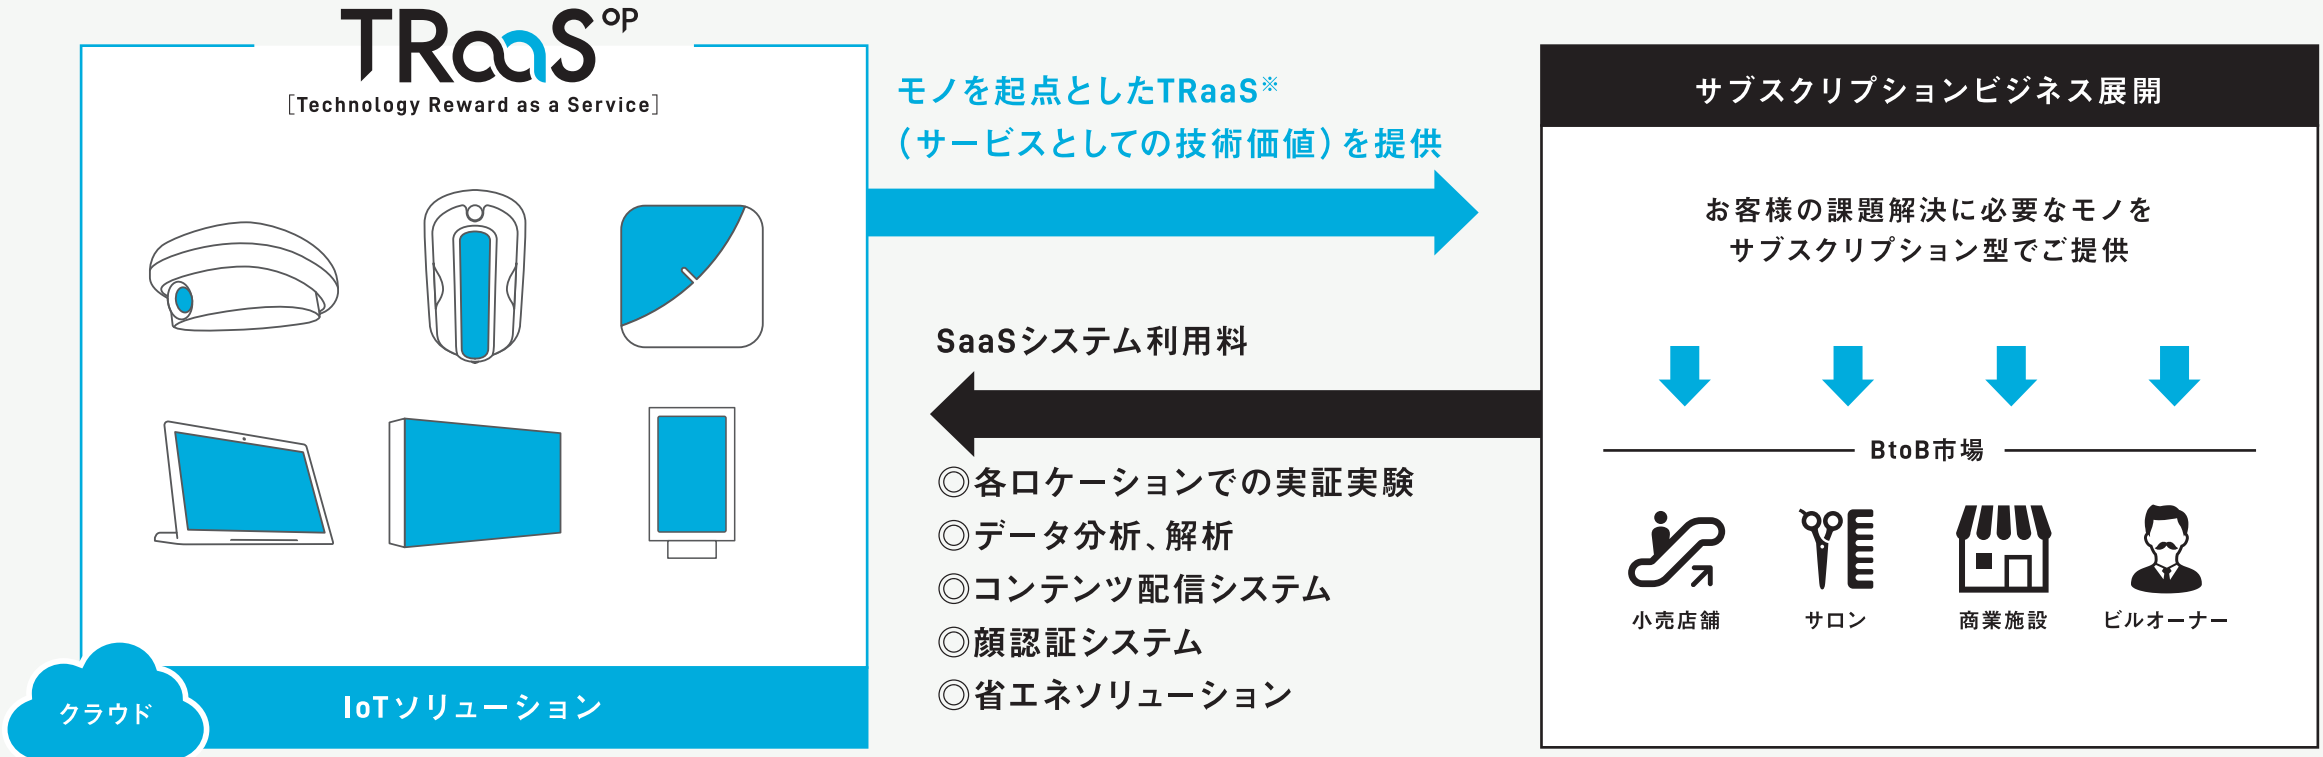 TRaaS OP
[Technology Reward as a Service]
モノを起点としたTRaaS※
（サービスとしての技術価値）を提供
SaaSシステム利用料
◎各ロケーションでの実証実験
◎データ分析、解析
◎コンテンツ配信システム
◎顔認証システム
◎省エネソリューション
クラウド
IoTソリューション
サブスクリプションビジネス展開
お客様の課題解決に必要なモノを
サブスクリプション型でご提供
BtoB市場
小売店舗
サロン
商業施設
ビルオーナー